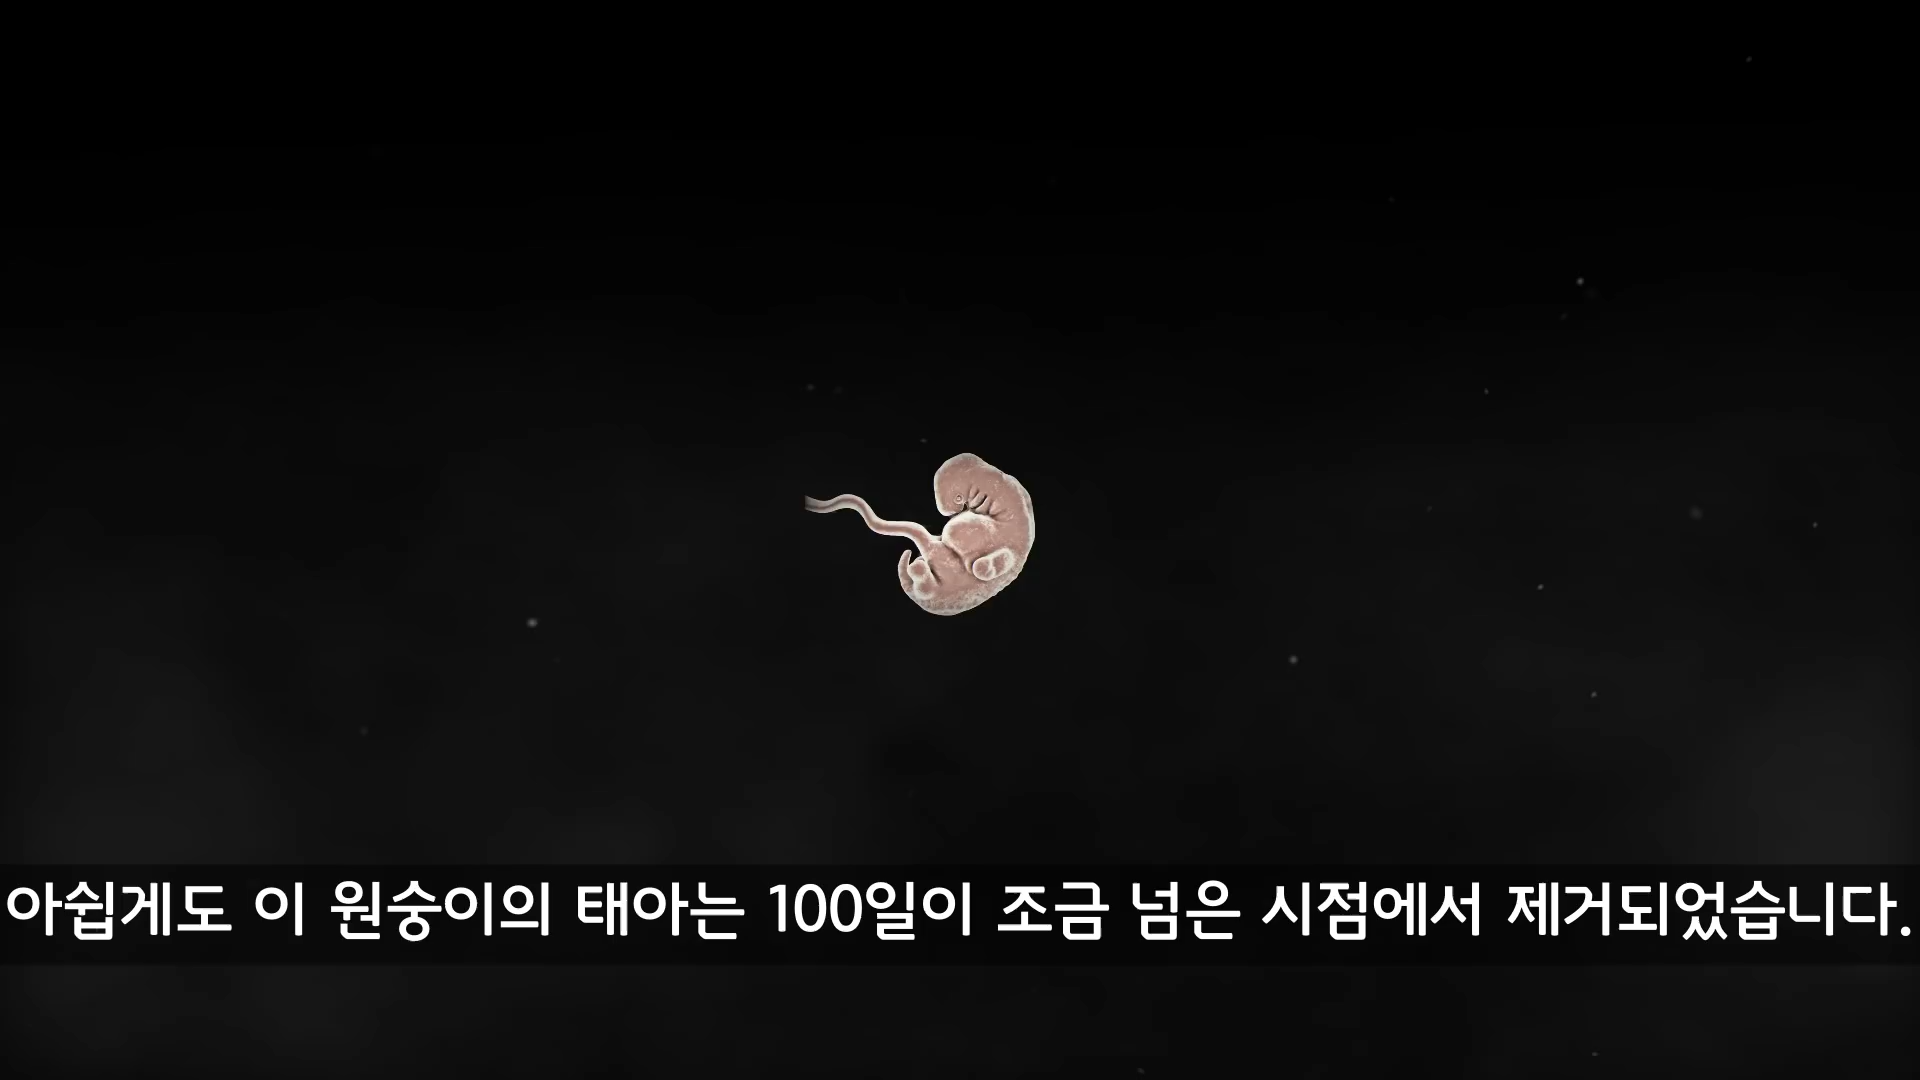 아쉽게도 이 원숭이의 태아는 100일이 조금 넘은 시점에서 제거되었습니다.